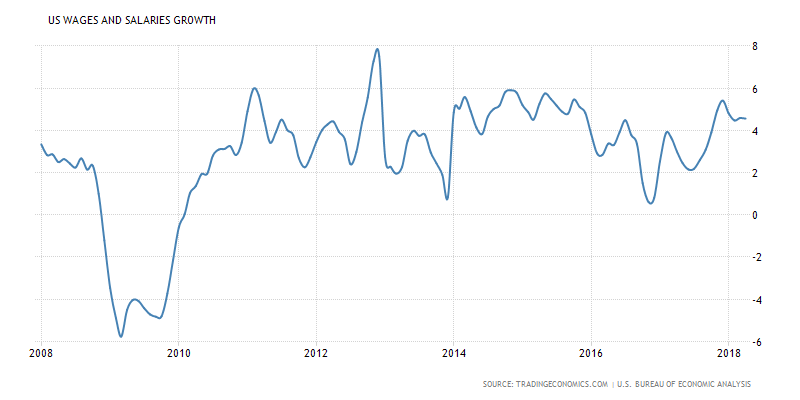 US WAGES AND SALARIES GROWTH
8
6
4
2
0
-2
-4
-6
2008 2010 2012 2014 2016 2018
SOURCE: TRADINGECONOMICS.COM | U.S. BUREAU OF ECONOMIC ANALYSIS